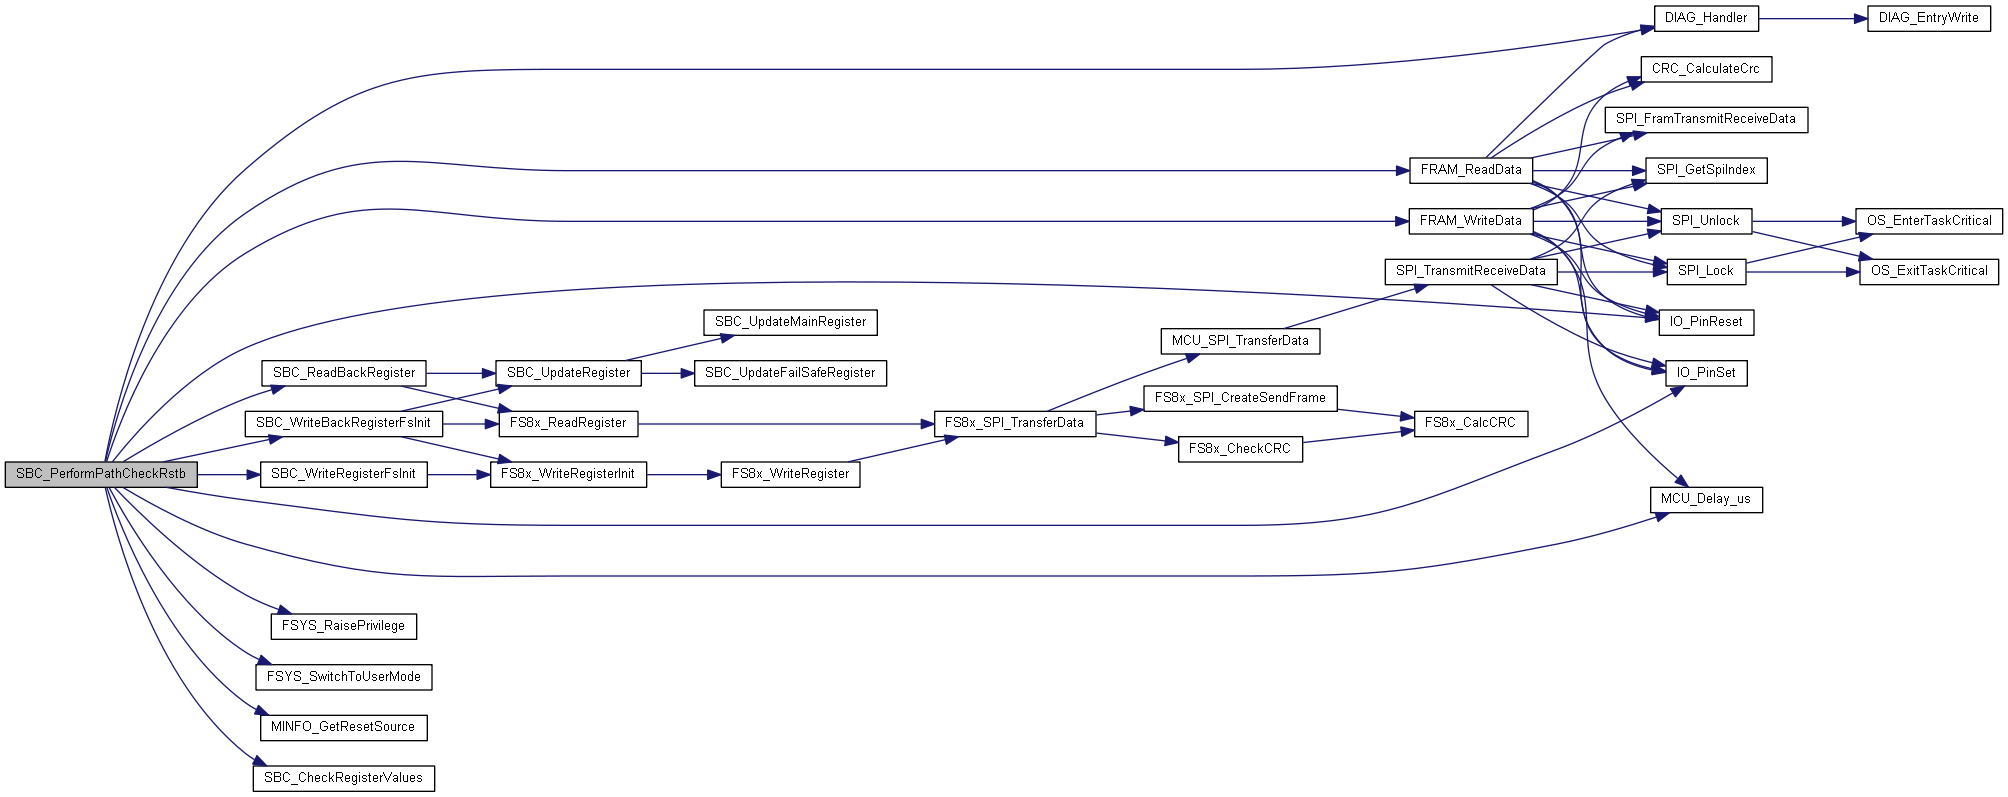 DIAG_Handler
DIAG_EntryWrite
CRC_CalculateCrc
SPI_FramTransmitReceiveData
FRAM_ReadData
SPI_GetSpiIndex
FRAM_WriteData
SPI_Unlock
OS_EnterTaskCritical
SPI_TransmitReceiveData
SPI_Lock
OS_ExitTaskCritical
SBC_UpdateMainRegister
IO_PinReset
MCU_SPI_TransferData
SBC_ReadBackRegister
SBC_UpdateRegister
SBC_UpdateFailSafeRegister
IO_PinSet
FS8x_SPI_CreateSendFrame
SBC_WriteBackRegisterFsInit
FS8x_ReadRegister
FS8x_SPI_TransferData
FS8x_CalcCRC
FS8x_CheckCRC
SBC_PerformPathCheckRstb
SBC_WriteRegisterFsInit
FS8x_WriteRegisterInit
FS8x_WriteRegister
MCU_Delay_us
FSYS_RaisePrivilege
FSYS_SwitchToUserMode
MINFO_GetResetSource
SBC_CheckRegisterValues